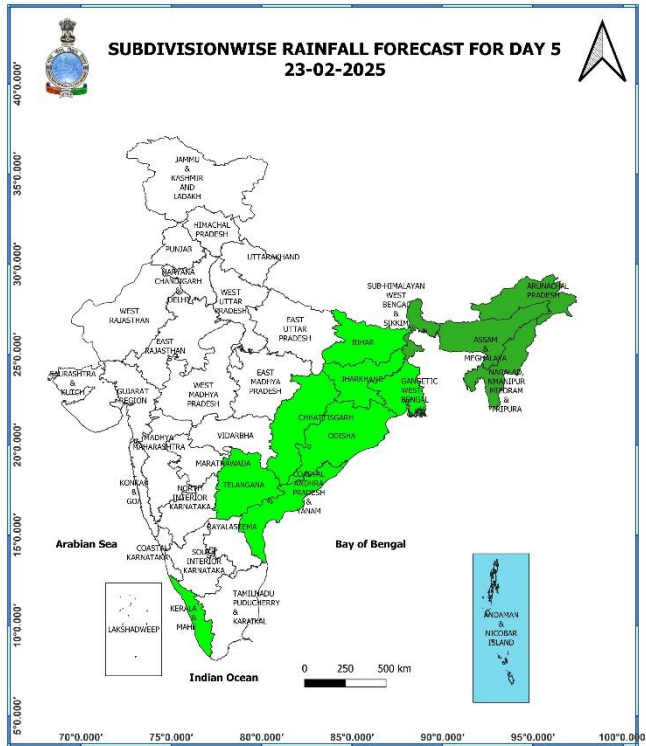 SUBDIVISIONWISE RAINFALL FORECAST FOR DAY 5
23-02-2025
40°0.000'
35°0.000'
30°0.000'
25°0.000'
20°0.000'
15°0.000'
10°0.000'
5°0.000'
JAMMU
&
KASHMIR
AND
LADAKH
HIMACHAL
PRADESH
PUNJAB
UTTARAKHAND
HARYANA
CHANDIGARH
&
DELHI
WEST
UTTAR
PRADESH
WEST
RAJASTHAN
EAST
RAJASTHAN
EAST
UTTAR
PRADESH
SUB-HIMALAYAN
WEST
BENGAL
&
SIKKIM
ARUNACHAL
PRADESH
ASSAM
&
MEGHALAYA
NAGALAD,
NMANIPUR
MIZORAM
&
TRIPURA
BIHAR
JHARKHAND
GANGETIC
WEST
BENGAL
SAURASHTRA
&
KUTCH
GUJARAT
REGION
WEST
MADHYA
PRADESH
EAST
MADHYA
PRADESH
CHHATTISGARH
ODISHA
VIDARBHA
MADHYA
MAHARASHTRA
MARATHWADA
TELANGANA
COASTAL
ANDHRA
PRADESH
&
YANAM
KONKAN
&
GOA
NORTH
INTERIOR
KARNATAKA
RAYALASEEMA
Arabian Sea
COASTAL
KARNATAKA
SOUTH
INTERIOR
KARNATAKA
Bay of Bengal
TAMILNADU
PUDUCHERRY
&
KARAIKAL
KERALA
&
MAHE
LAKSHADWEEP
ANDAMAN
&
NICOBAR
ISLAND
Indian Ocean
0 250 500 km
70°0.000' 75°0.000' 80°0.000' 85°0.000' 90°0.000' 95°0.000' 100°0.000